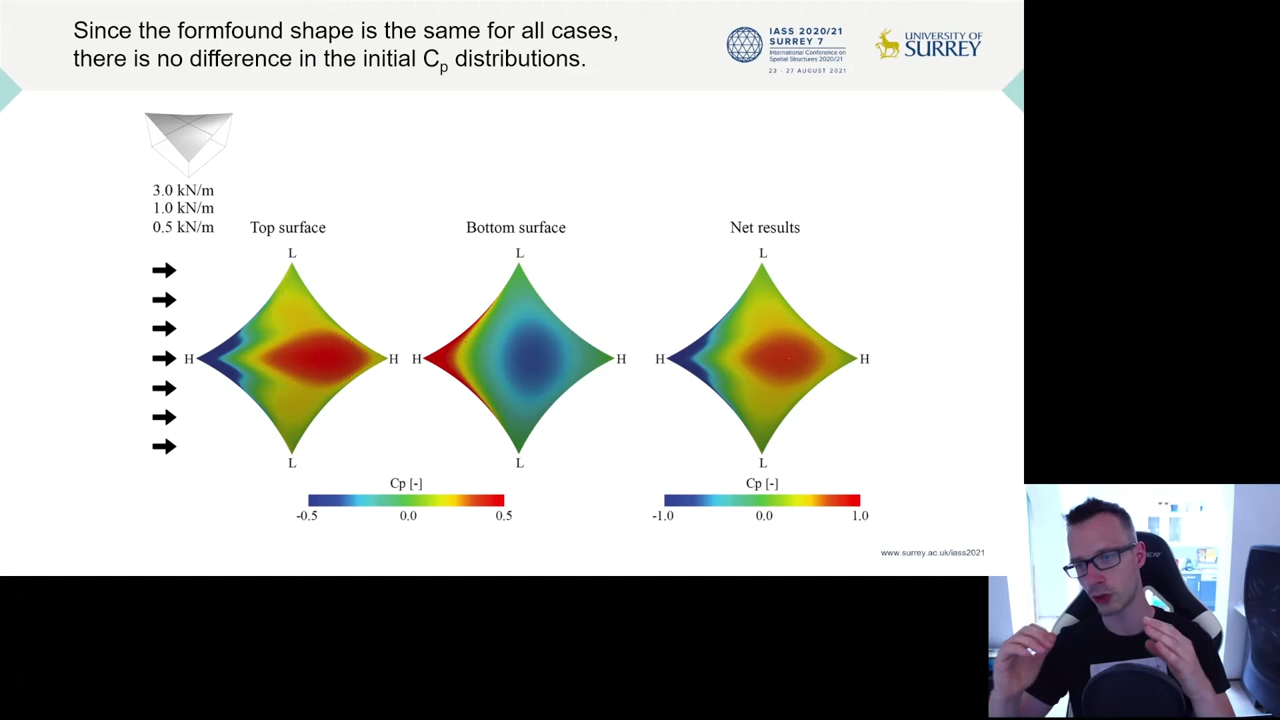 Since the formfound shape is the same for all cases,
there is no difference in the initial Cp distributions.
IASS 2020/21
SURREY 7
International Conference on
Spatial Structures 2020/21
23 - 27 AUGUST 2021
UNIVERSITY OF
SURREY
3.0 kN/m
1.0 kN/m
0.5 kN/m
Top surface
Bottom surface
Net results
L
L
L
H
H
H
H
H
H
L
L
L
Cp [-]
-0.5
0.0
0.5
Cp [-]
-1.0
0.0
1.0
www.surrey.ac.uk/iass2021